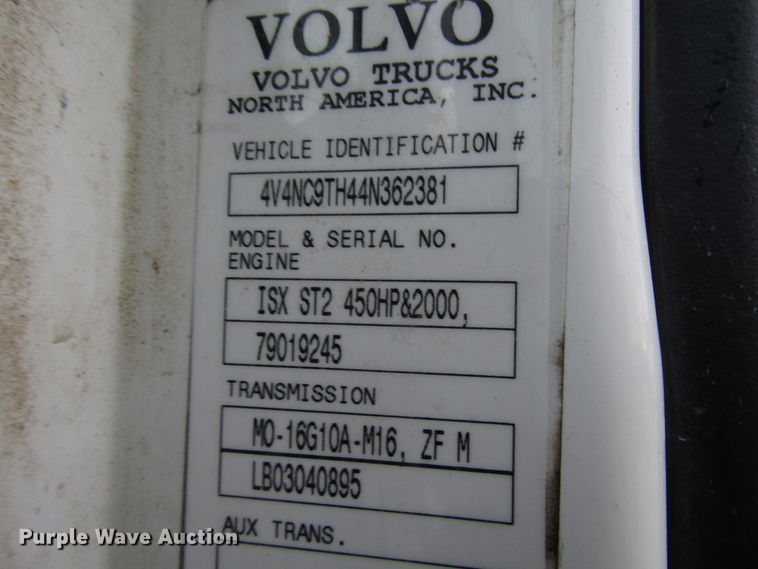 VOLVO
VOLVO TRUCKS
NORTH AMERICA, INC.
VEHICLE IDENTIFICATION #
4V4NC9TH44N362381
MODEL & SERIAL NO.
ENGINE
ISX ST2 450HP&2000,
79019245
TRANSMISSION
MO-16G10A-M16, ZF M
LB03040895
AUX TRANS.
Purple Wave Auction